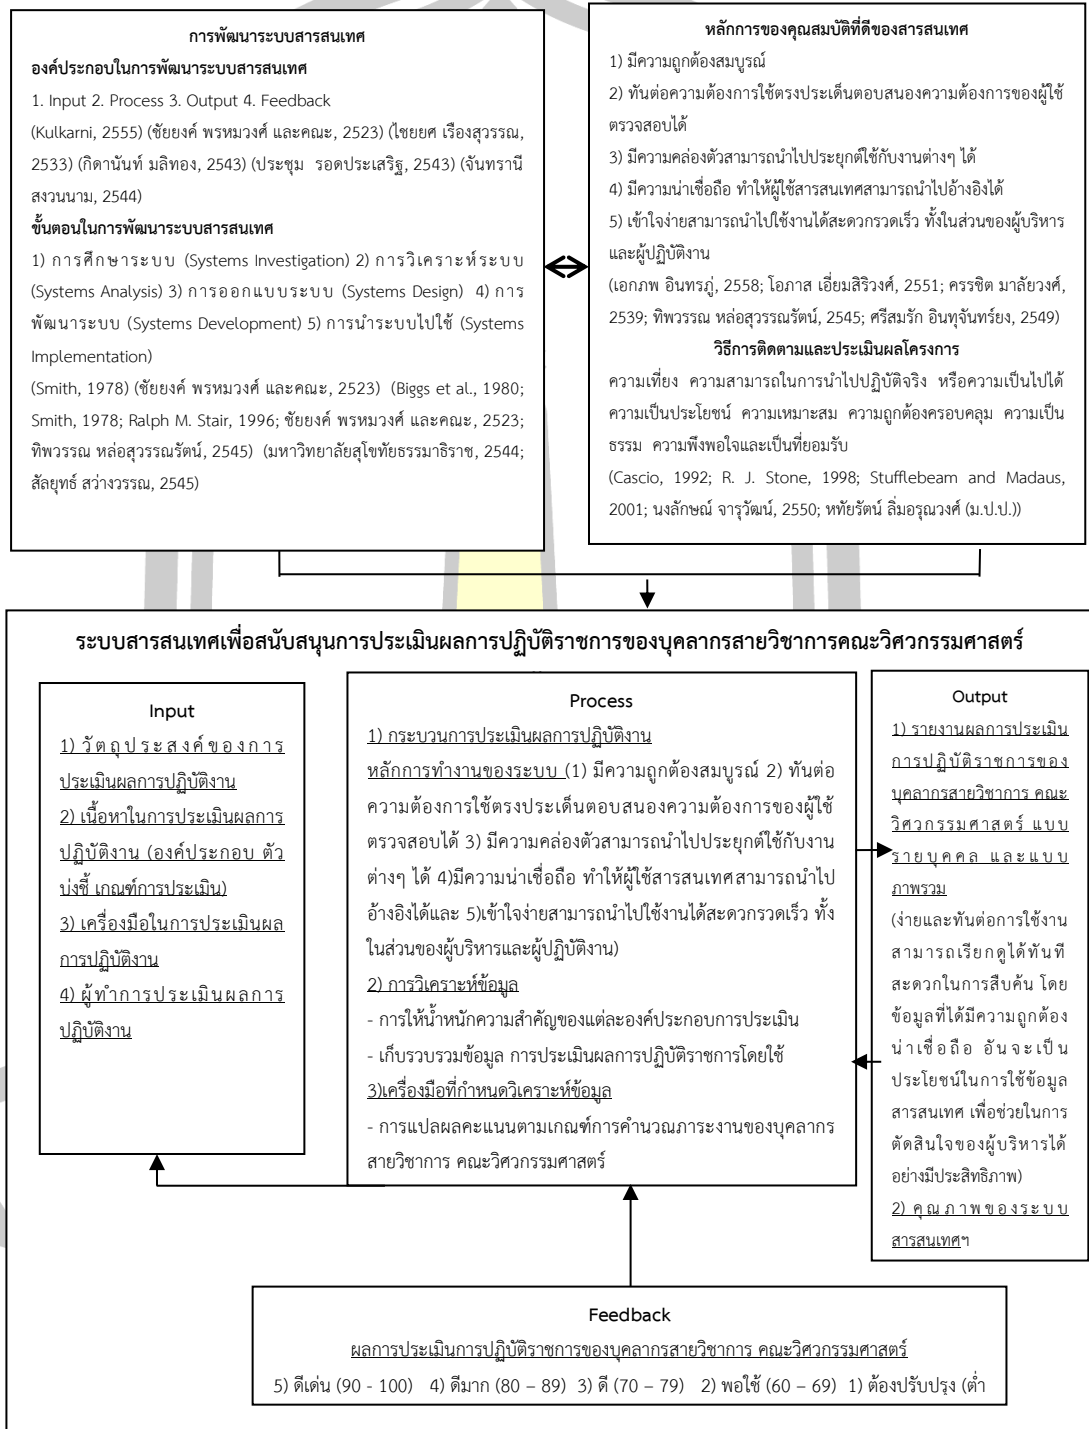 การพัฒนาระบบสารสนเทศ
องค์ประกอบในการพัฒนาระบบสารสนเทศ
1. Input 2. Process 3. Output 4. Feedback
(Kulkarni, 2555) (ชัยยงค์ พรหมวงศ์ และคณะ, 2523) (ไชยยศ เรืองสุวรรณ,
2533) (กิดานันท์ มลิทอง, 2543) (ประชุม รอดประเสริฐ, 2543) (จันทรานี
สงวนนาม, 2544)
ขั้นตอนในการพัฒนาระบบสารสนเทศ
1) การศึกษาระบบ (Systems Investigation) 2) การวิเคราะห์ระบบ
(Systems Analysis) 3) การออกแบบระบบ (Systems Design) 4) การ
พัฒนาระบบ (Systems Development) 5) การนำระบบไปใช้ (Systems
Implementation)
(Smith, 1978) (ชัยยงค์ พรหมวงศ์ และคณะ, 2523) (Biggs et al., 1980;
Smith, 1978; Ralph M. Stair, 1996; ชัยยงค์ พรหมวงศ์ และคณะ, 2523;
ทิพวรรณ หล่อสุวรรณรัตน์, 2545) (มหาวิทยาลัยสุโขทัยธรรมาธิราช, 2544;
สัลยุทธ์ สว่างวรรณ, 2545)
หลักการของคุณสมบัติที่ดีของสารสนเทศ
1) มีความถูกต้องสมบูรณ์
2) ทันต่อความต้องการใช้ตรงประเด็นตอบสนองความต้องการของผู้ใช้
ตรวจสอบได้
3) มีความคล่องตัวสามารถนำไปประยุกต์ใช้กับงานต่างๆ ได้
4) มีความน่าเชื่อถือ ทำให้ผู้ใช้สารสนเทศสามารถนำไปอ้างอิงได้
5) เข้าใจง่ายสามารถนำไปใช้งานได้สะดวกรวดเร็ว ทั้งในส่วนของผู้บริหาร
และผู้ปฏิบัติงาน
(เอกภพ อินทรภู่, 2558; โอภาส เอี่ยมสิริวงศ์, 2551; ครรชิต มาลัยวงศ์,
2539; ทิพวรรณ หล่อสุวรรณรัตน์, 2545; ศรีสมรัก อินทุจันทร์ยง, 2549)
วิธีการติดตามและประเมินผลโครงการ
ความเที่ยง ความสามารถในการนำไปปฏิบัติจริง หรือความเป็นไปได้
ความเป็นประโยชน์ ความเหมาะสม ความถูกต้องครอบคลุม ความเป็น
ธรรม ความพึงพอใจและเป็นที่ยอมรับ
(Cascio, 1992; R. J. Stone, 1998; Stufflebeam and Madaus,
2001; นงลักษณ์ จารุวัฒน์, 2550; หทัยรัตน์ ลิ่มอรุณวงศ์ (ม.ป.ป.))
ระบบสารสนเทศเพื่อสนับสนุนการประเมินผลการปฏิบัติราชการของบุคลากรสายวิชาการคณะวิศวกรรมศาสตร์
Input
1) วัตถุประสงค์ของการ
ประเมินผลการปฏิบัติงาน
2) เนื้อหาในการประเมินผลการ
ปฏิบัติงาน (องค์ประกอบ ตัว
บ่งชี้ เกณฑ์การประเมิน)
3) เครื่องมือในการประเมินผล
การปฏิบัติงาน
4) ผู้ทำการประเมินผลการ
ปฏิบัติงาน
Process
1) กระบวนการประเมินผลการปฏิบัติงาน
หลักการทำงานของระบบ (1) มีความถูกต้องสมบูรณ์ 2) ทันต่อ
ความต้องการใช้ตรงประเด็นตอบสนองความต้องการของผู้ใช้
ตรวจสอบได้ 3) มีความคล่องตัวสามารถนำไปประยุกต์ใช้กับงาน
ต่างๆ ได้ 4)มีความน่าเชื่อถือ ทำให้ผู้ใช้สารสนเทศสามารถนำไป
อ้างอิงได้และ 5)เข้าใจง่ายสามารถนำไปใช้งานได้สะดวกรวดเร็ว ทั้ง
ในส่วนของผู้บริหารและผู้ปฏิบัติงาน)
2) การวิเคราะห์ข้อมูล
- การให้น้ำหนักความสำคัญของแต่ละองค์ประกอบการประเมิน
- เก็บรวบรวมข้อมูล การประเมินผลการปฏิบัติราชการโดยใช้
3)เครื่องมือที่กำหนดวิเคราะห์ข้อมูล
- การแปลผลคะแนนตามเกณฑ์การคำนวณภาระงานของบุคลากร
สายวิชาการ คณะวิศวกรรมศาสตร์
Output
1) รายงานผลการประเมิน
การปฏิบัติราชการของ
บุคลากรสายวิชาการ คณะ
วิศวกรรมศาสตร์ แบบ
รายบุคคล และแบบ
ภาพรวม
(ง่ายและทันต่อการใช้งาน
สามารถเรียกดูได้ทันที
สะดวกในการสืบค้น โดย
ข้อมูลที่ได้มีความถูกต้อง
น่าเชื่อถือ อันจะเป็น
ประโยชน์ในการใช้ข้อมูล
สารสนเทศ เพื่อช่วยในการ
ตัดสินใจของผู้บริหารได้
อย่างมีประสิทธิภาพ)
2) คุณภาพของระบบ
สารสนเทศฯ
Feedback
ผลการประเมินการปฏิบัติราชการของบุคลากรสายวิชาการ คณะวิศวกรรมศาสตร์
5) ดีเด่น (90 - 100) 4) ดีมาก (80 – 89) 3) ดี (70 – 79) 2) พอใช้ (60 – 69) 1) ต้องปรับปรุง (ต่ำ